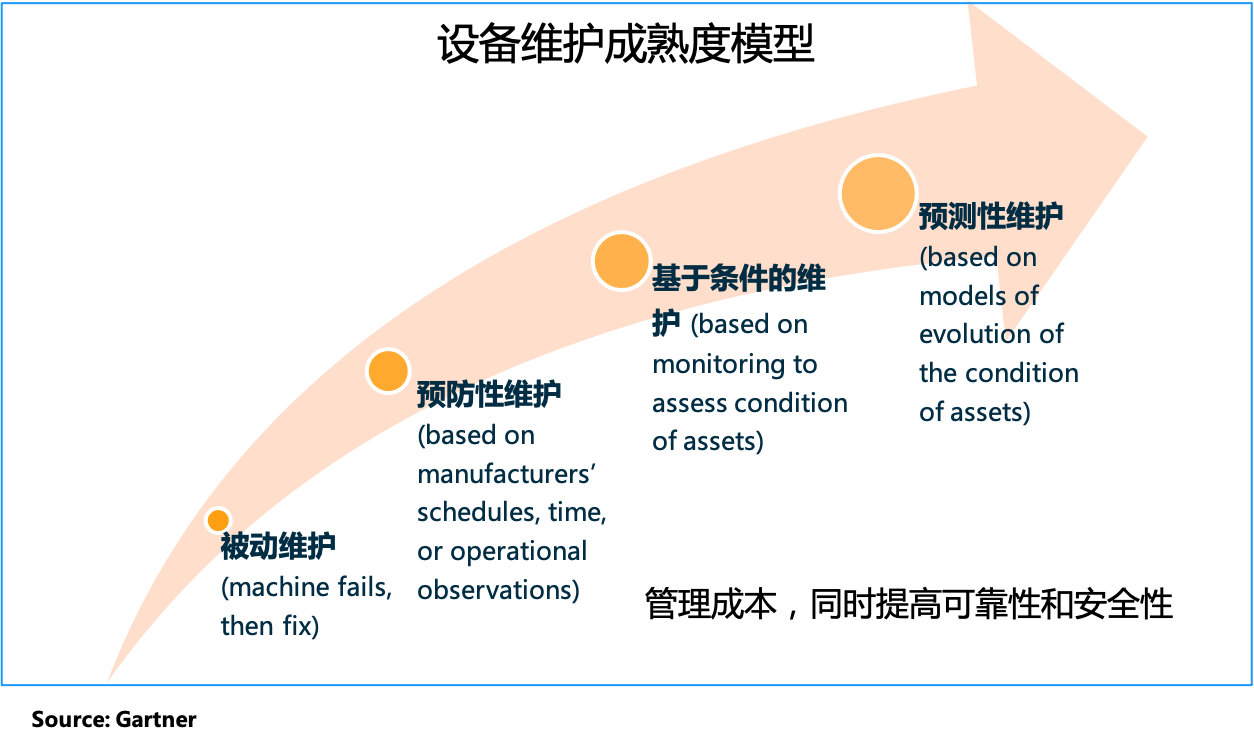 设备维护成熟度模型
被动维护
(machine fails,
then fix)
预防性维护
(based on
manufacturers’
schedules, time,
or operational
observations)
基于条件的维
护 (based on
monitoring to
assess condition
of assets)
预测性维护
(based on
models of
evolution of
the condition
of assets)
管理成本，同时提高可靠性和安全性
Source: Gartner